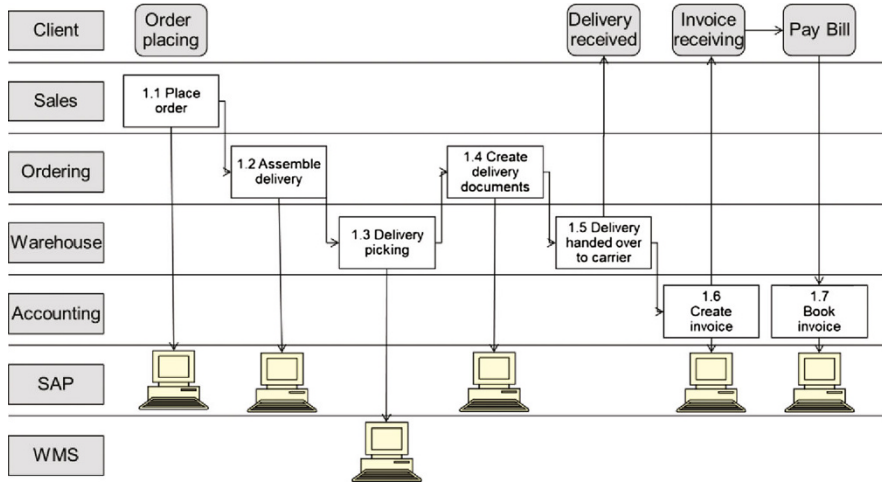 Client
Order
placing
Delivery
received
Invoice
receiving
Pay Bill
Sales
1.1 Place
order
Ordering
1.2 Assemble
delivery
1.4 Create
delivery
documents
Warehouse
1.3 Delivery
picking
1.5 Delivery
handed over
to carrier
Accounting
1.6
Create
invoice
1.7
Book
invoice
SAP
WMS